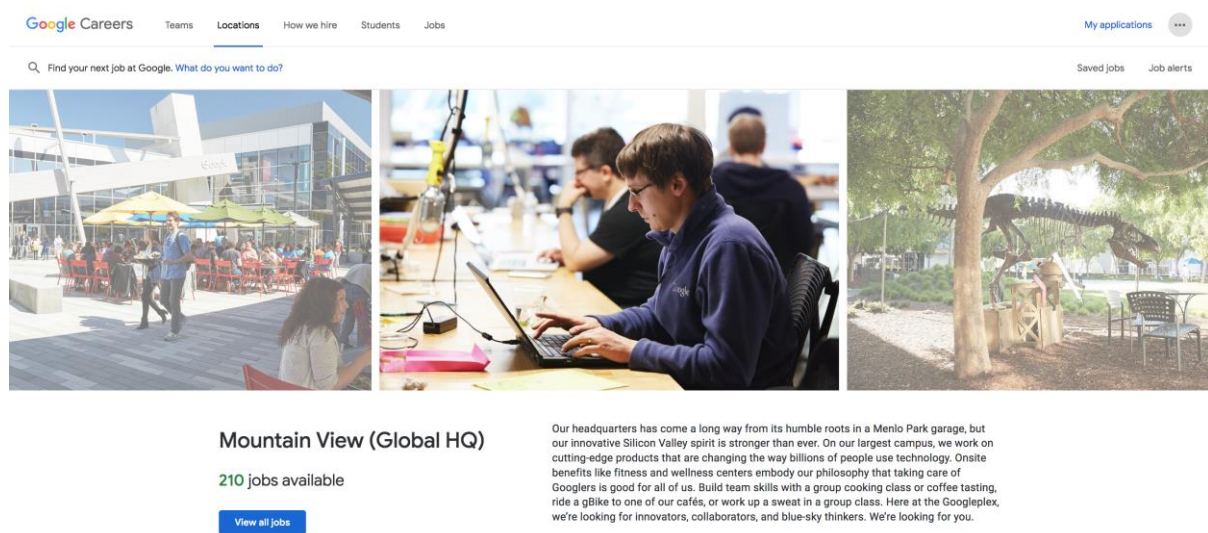 Google Careers Teams Locations How we hire Students Jobs My applications
Find your next job at Google. What do you want to do? Saved jobs Job alerts
Google
Mountain View (Global HQ)
210 jobs available
View all jobs
Our headquarters has come a long way from its humble roots in a Menlo Park garage, but
our innovative Silicon Valley spirit is stronger than ever. On our largest campus, we work on
cutting-edge products that are changing the way billions of people use technology. Onsite
benefits like fitness and wellness centers embody our philosophy that taking care of
Googlers is good for all of us. Build team skills with a group cooking class or coffee tasting,
ride a gBike to one of our cafés, or work up a sweat in a group class. Here at the Googleplex,
we're looking for innovators, collaborators, and blue-sky thinkers. We're looking for you.